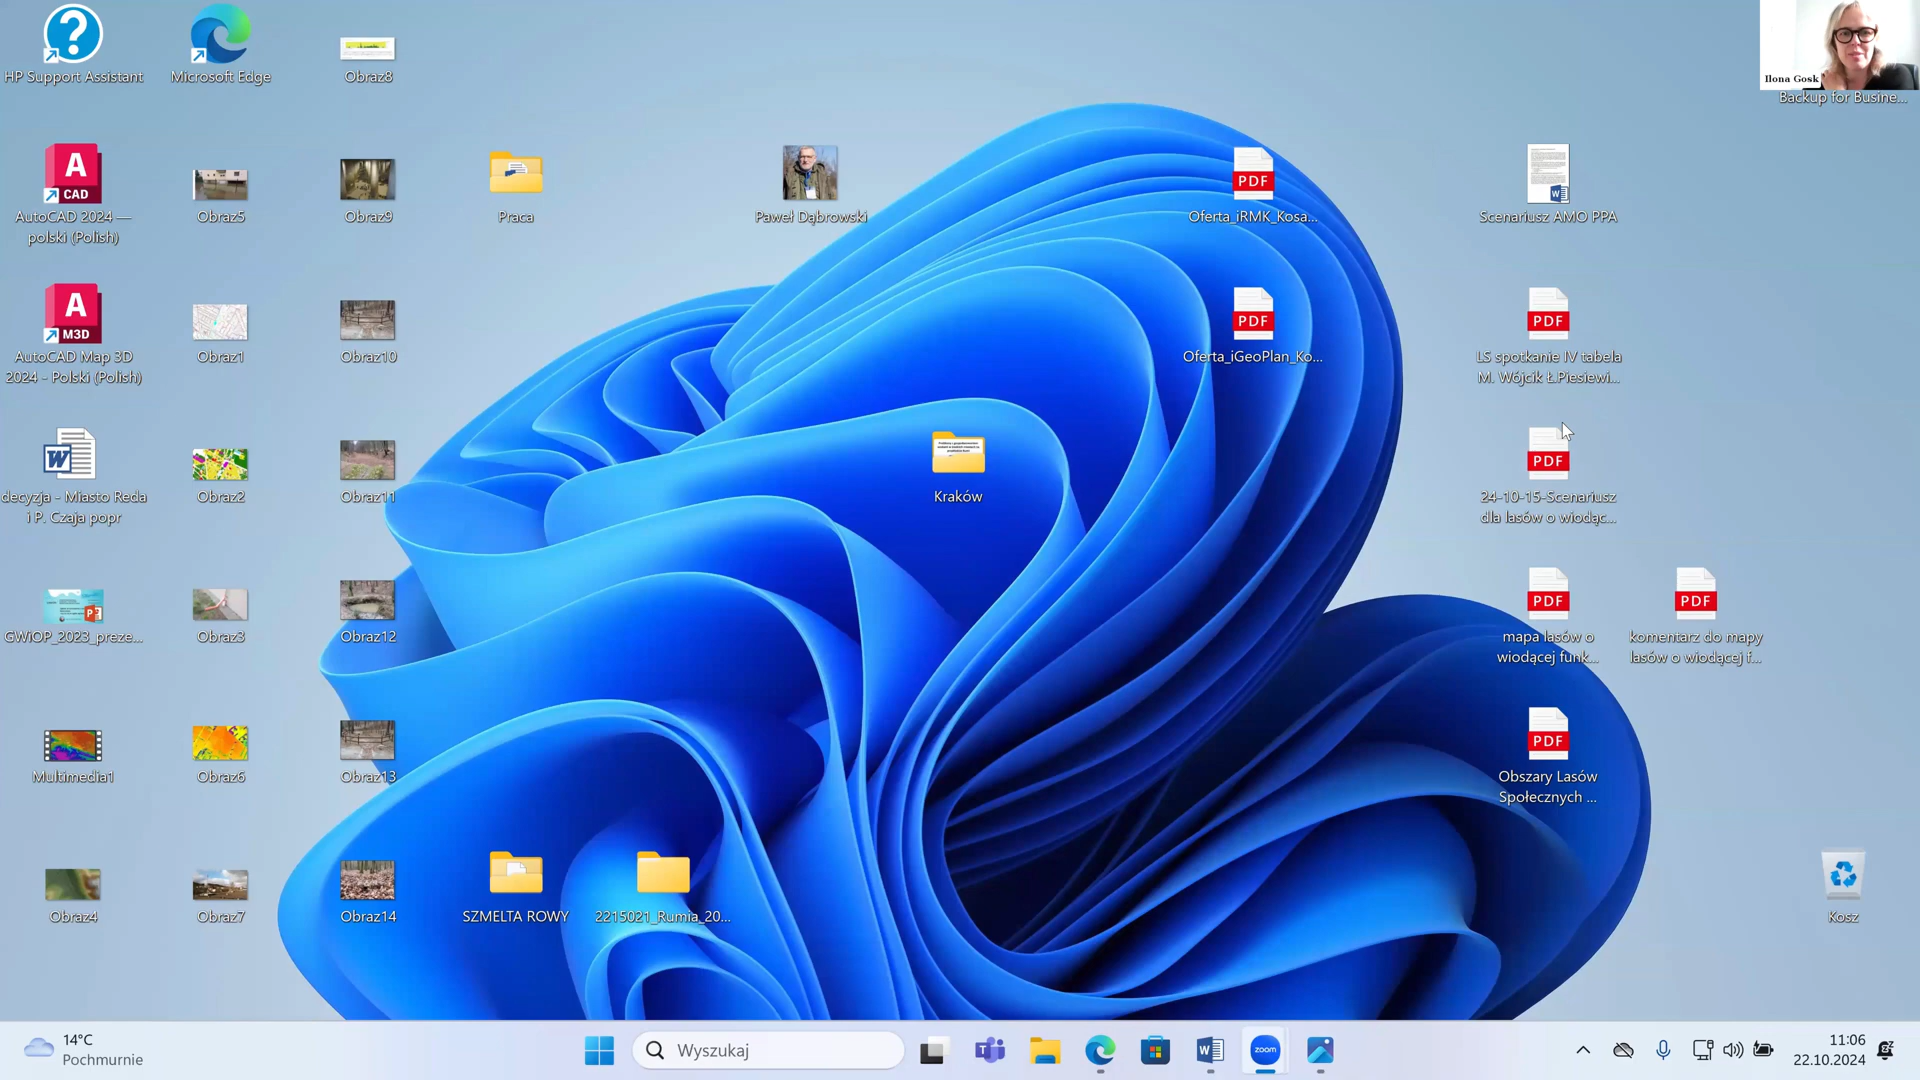 HP Support Assistant
Microsoft Edge
Obraz8
Ilona Gosk
Backup for Busine...
A
CAD
AutoCAD 2024 —
polski (Polish)
Obraz5
Obraz9
Praca
Paweł Dąbrowski
PDF
Oferta_iRMK_Kosa...
Scenariusz AMO PPA
A
M3D
AutoCAD Map 3D
2024 - Polski (Polish)
Obraz1
Obraz10
PDF
Oferta_iGeoPlan_Ko...
PDF
LS spotkanie IV tabela
M. Wójcik Ł.Piesiewi...
W
decyzja - Miasto Reda
i P. Czaja popr
Obraz2
Obraz11
Kraków
PDF
24-10-15-Scenariusz
dla lasów o wiodąc...
GWiOP_2023_preze...
Obraz3
Obraz12
PDF
mapa lasów o
wiodącej funk...
PDF
komentarz do mapy
lasów o wiodącej f...
Multimedia1
Obraz6
Obraz13
PDF
Obszary Lasów
Społecznych ...
Obraz4
Obraz7
Obraz14
SZMELTA ROWY
2215021_Rumia_20...
Kosz
14°C
Pochmurnie
Wyszukaj
zoom
11:06
22.10.2024